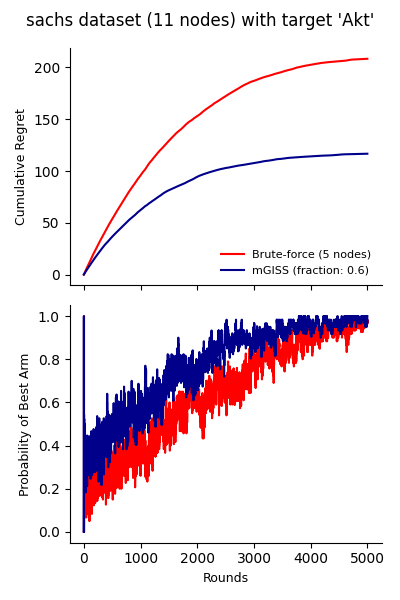 sachs dataset (11 nodes) with target 'Akt'
Cumulative Regret
200
150
100
50
0
Brute-force (5 nodes)
mGISS (fraction: 0.6)
Probability of Best Arm
1.0
0.8
0.6
0.4
0.2
0.0
0 1000 2000 3000 4000 5000
Rounds